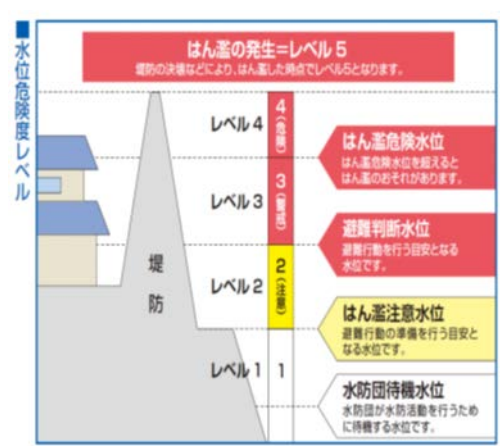 ■水位危険度レベル
はん濫の発生=レベル5
堤防の決壊などにより、はん濫した時点でレベル5となります。
レベル4
4(危険)
はん濫危険水位
はん濫危険水位を超えると
はん濫のおそれがあります。
レベル3
3(警戒)
避難判断水位
避難行動を行う目安となる
水位です。
堤防
レベル2
2(注意)
はん濫注意水位
避難行動の準備を行う目安と
なる水位です。
レベル1
1
水防団待機水位
水防団が水防活動を行うため
に待機する水位です。